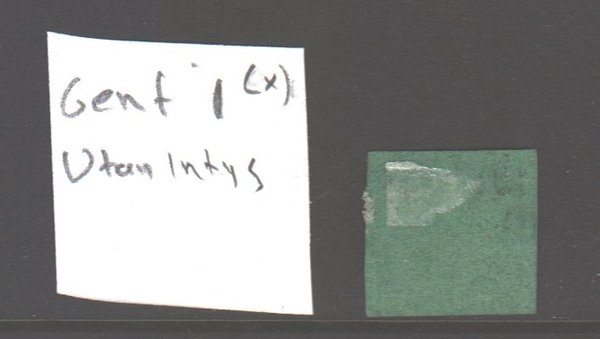 Genf 1 (x)
Utan Intyg